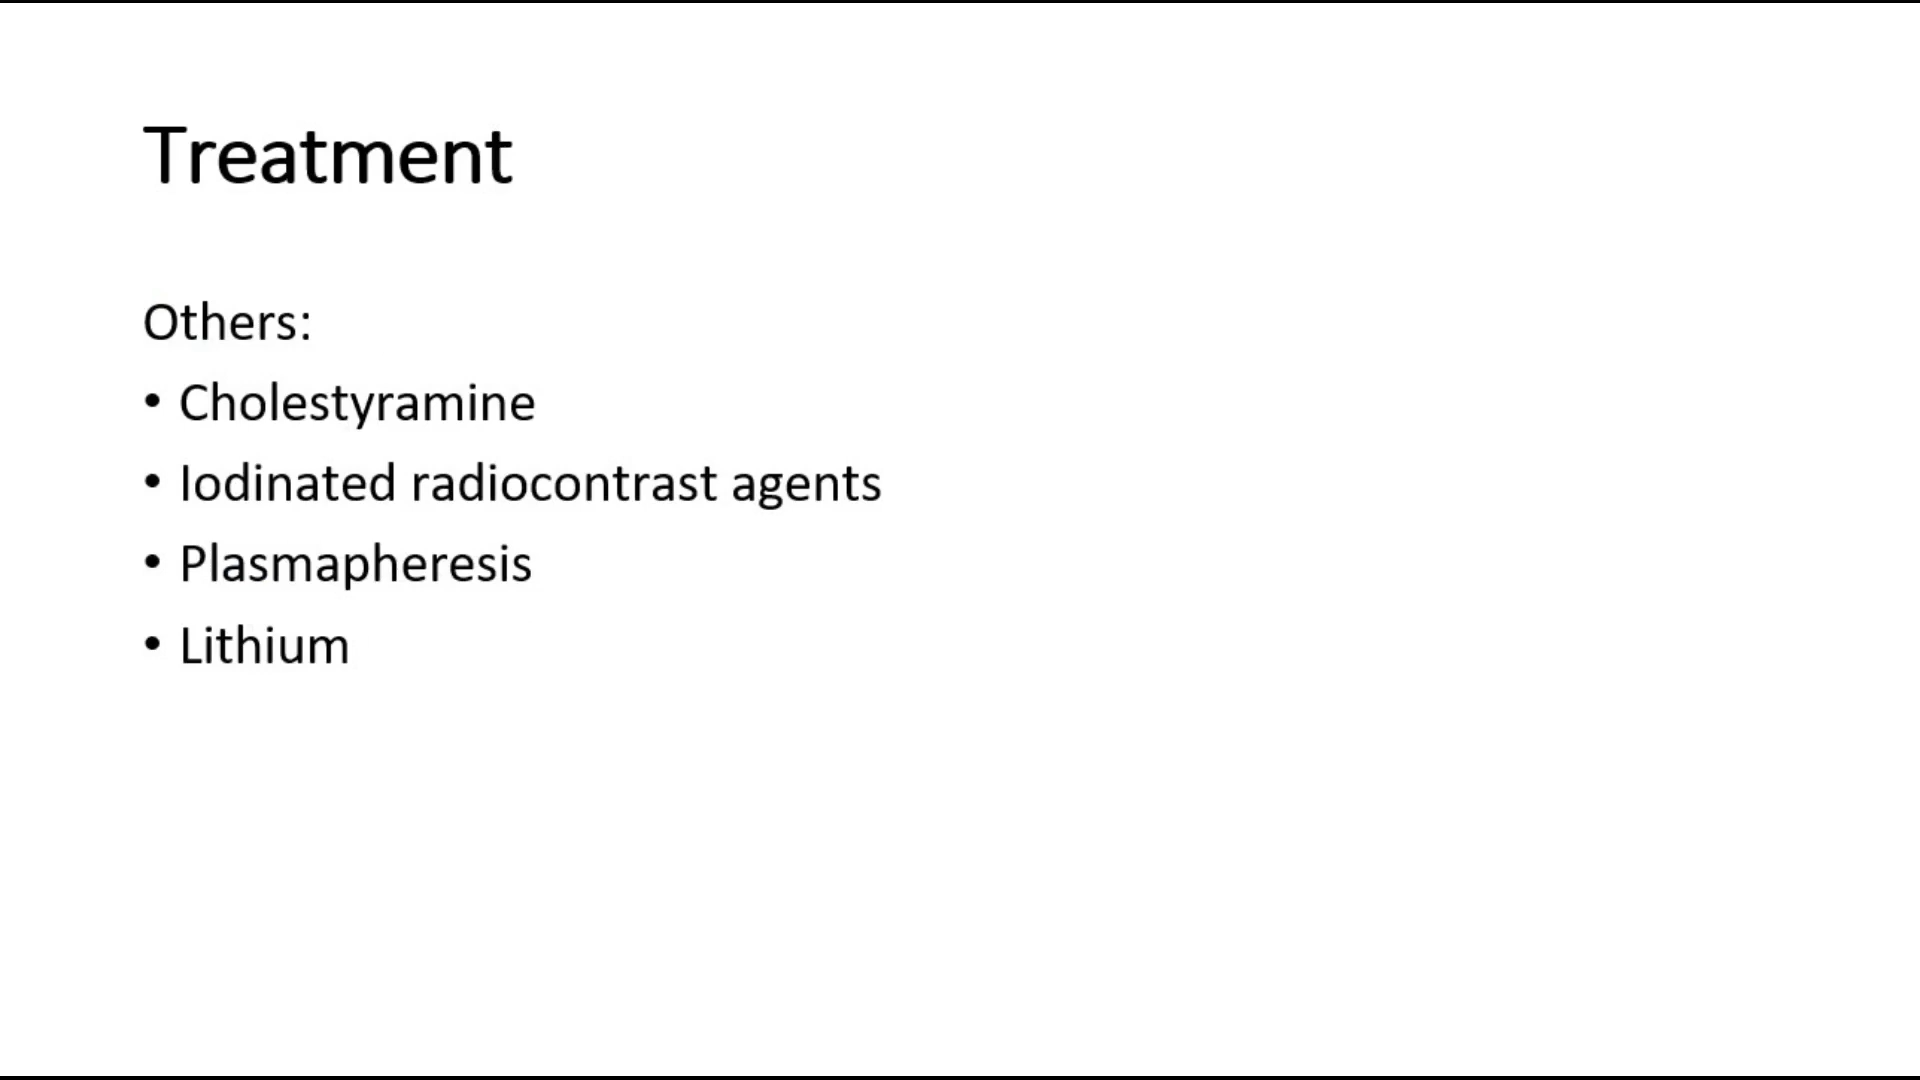 Treatment
Others:
• Cholestyramine
• Iodinated radiocontrast agents
• Plasmapheresis
• Lithium